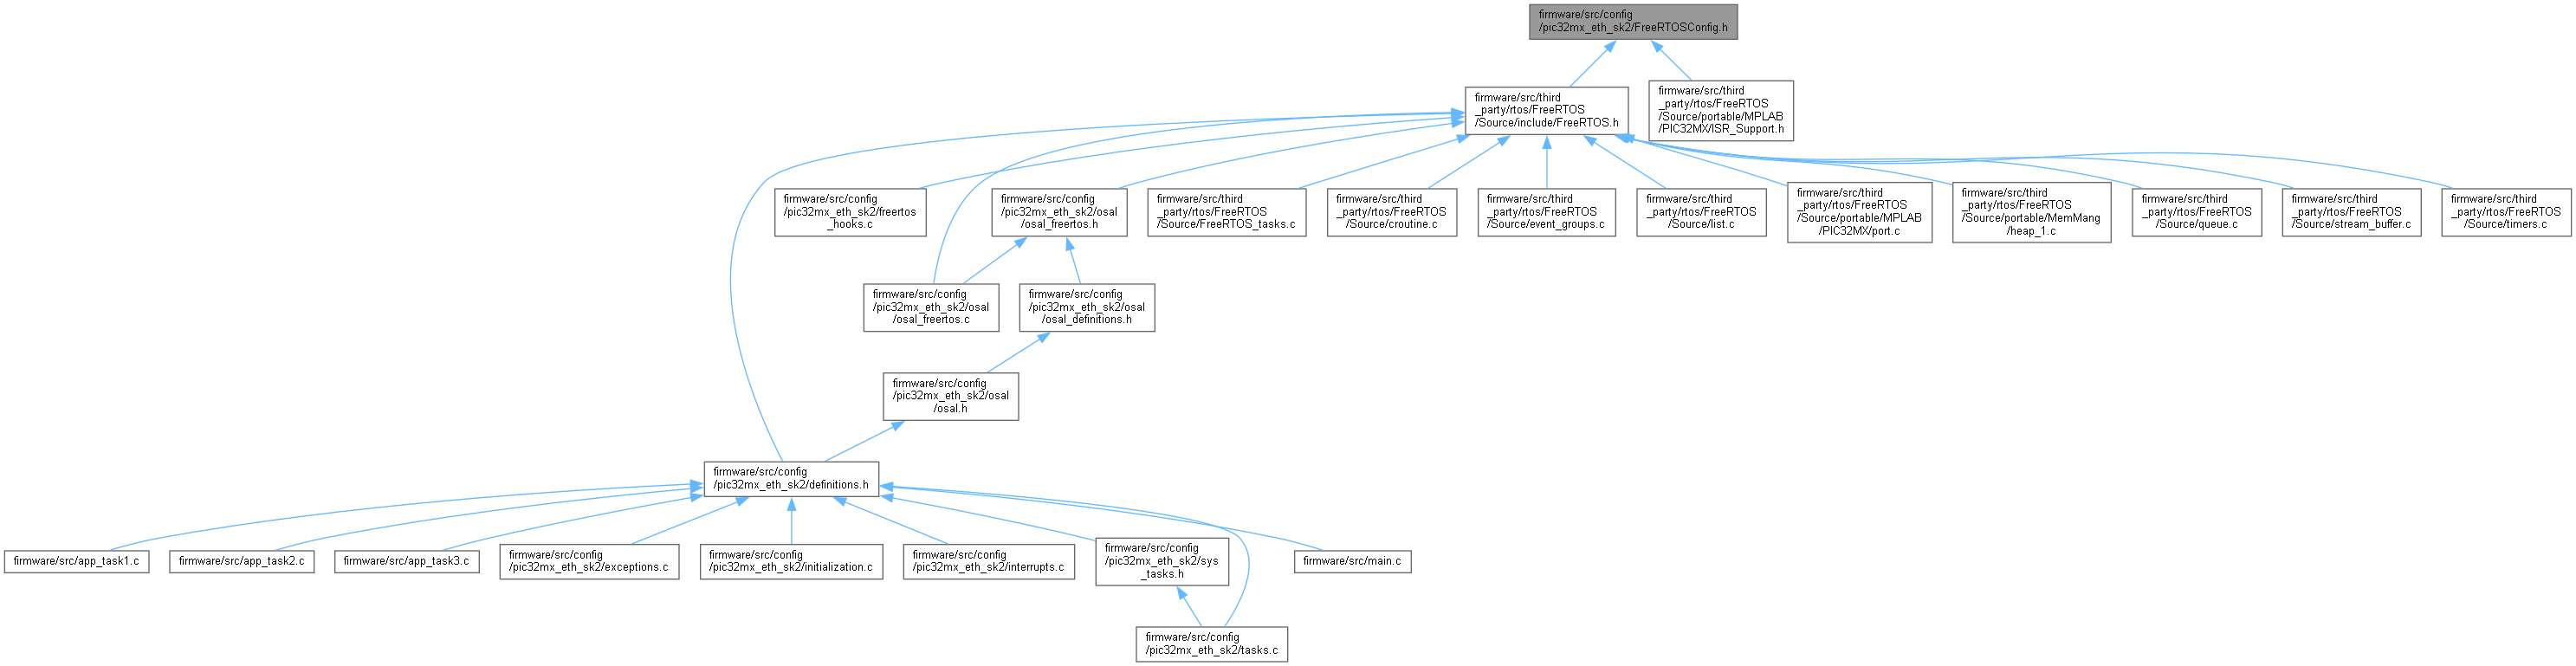 firmware/src/config
/pic32mx_eth_sk2/FreeRTOSConfig.h
firmware/src/third
_party/rtos/FreeRTOS
/Source/include/FreeRTOS.h
firmware/src/third
_party/rtos/FreeRTOS
/Source/portable/MPLAB
/PIC32MX/ISR_Support.h
firmware/src/config
/pic32mx_eth_sk2/freertos
_hooks.c
firmware/src/config
/pic32mx_eth_sk2/osal
/osal_freertos.h
firmware/src/third
_party/rtos/FreeRTOS
/Source/FreeRTOS_tasks.c
firmware/src/third
_party/rtos/FreeRTOS
/Source/croutine.c
firmware/src/third
_party/rtos/FreeRTOS
/Source/event_groups.c
firmware/src/third
_party/rtos/FreeRTOS
/Source/list.c
firmware/src/third
_party/rtos/FreeRTOS
/Source/portable/MPLAB
/PIC32MX/port.c
firmware/src/third
_party/rtos/FreeRTOS
/Source/portable/MemMang
/heap_1.c
firmware/src/third
_party/rtos/FreeRTOS
/Source/queue.c
firmware/src/third
_party/rtos/FreeRTOS
/Source/stream_buffer.c
firmware/src/third
_party/rtos/FreeRTOS
/Source/timers.c
firmware/src/config
/pic32mx_eth_sk2/osal
/osal_freertos.c
firmware/src/config
/pic32mx_eth_sk2/osal
/osal_definitions.h
firmware/src/config
/pic32mx_eth_sk2/osal
/osal.h
firmware/src/config
/pic32mx_eth_sk2/definitions.h
firmware/src/app_task1.c
firmware/src/app_task2.c
firmware/src/app_task3.c
firmware/src/config
/pic32mx_eth_sk2/exceptions.c
firmware/src/config
/pic32mx_eth_sk2/initialization.c
firmware/src/config
/pic32mx_eth_sk2/interrupts.c
firmware/src/config
/pic32mx_eth_sk2/sys
_tasks.h
firmware/src/main.c
firmware/src/config
/pic32mx_eth_sk2/tasks.c